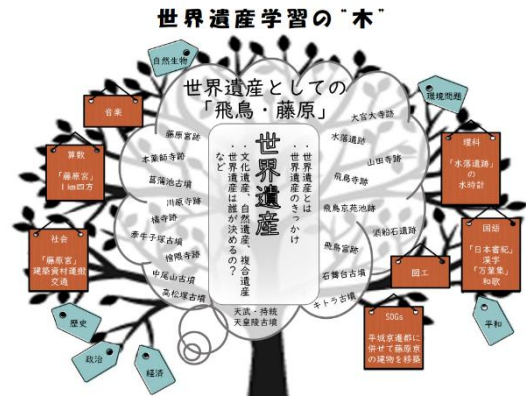 世界遺産学習の“木”
自然生物
世界遺産としての
「飛鳥・藤原」
環境問題
音楽
藤原宮跡
本薬師寺跡
菖蒲池古墳
川原寺跡
橘寺跡
牽牛子塚古墳
檜隈寺跡
中尾山古墳
高松塚古墳
天武・持統
天皇陵古墳
世界遺産
・世界遺産とは
・世界遺産のきっかけ
・文化遺産、自然遺産、複合遺産
・世界遺産は誰が決めるの？
など
大官大寺跡
水落遺跡
山田寺跡
飛鳥寺跡
飛鳥京苑池跡
酒船石遺跡
飛鳥宮跡
石舞台古墳
キトラ古墳
算数
「藤原宮」
1km四方
社会
「藤原宮」
建築資材運搬
交通
歴史
政治
経済
理科
「水落遺跡」
の
水時計
国語
「日本書紀」
漢字
「万葉集」
和歌
図工
SDGs
平城京遷都に
併せて藤原京
の建物を移築
平和